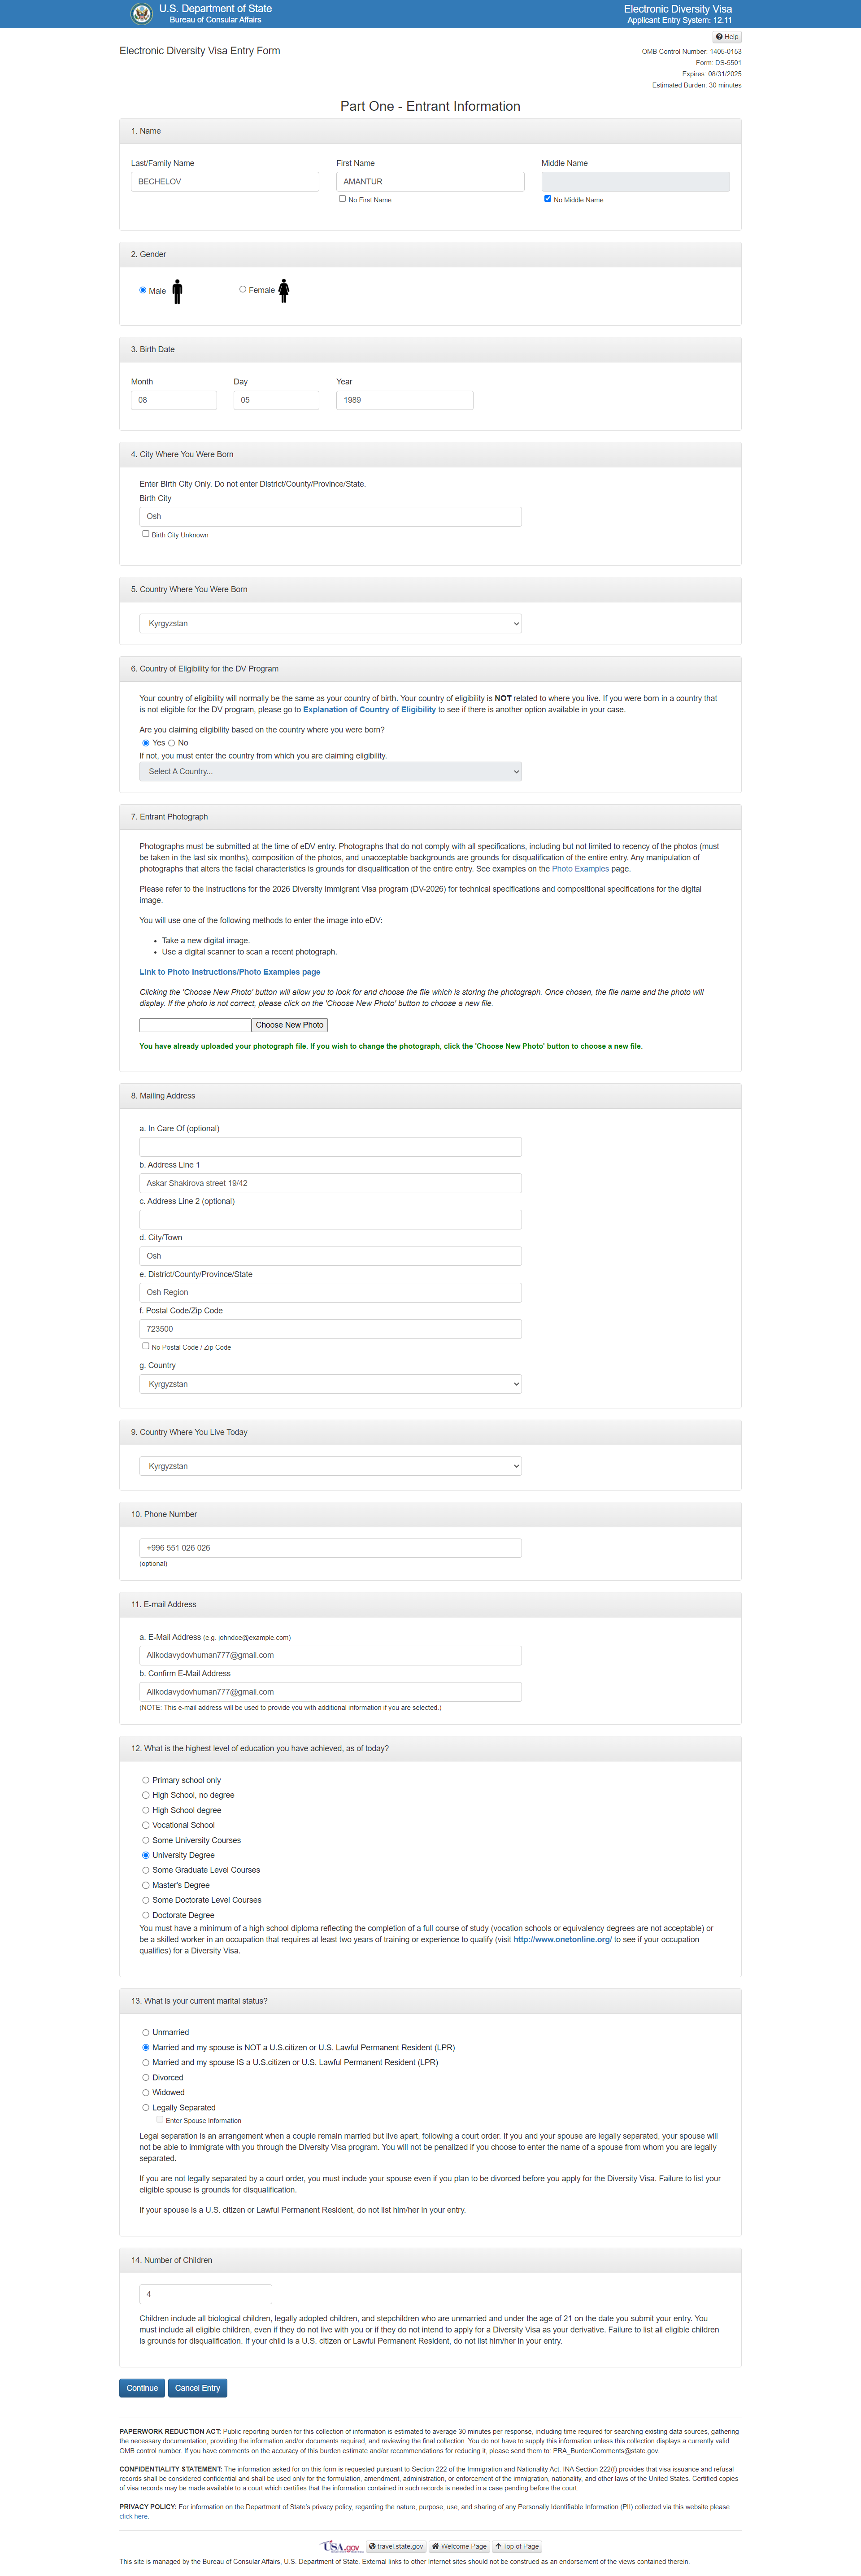 U.S. Department of State
Bureau of Consular Affairs
Electronic Diversity Visa
Applicant Entry System: 12.11
Help
Electronic Diversity Visa Entry Form
OMB Control Number: 1405-0153
Form: DS-5501
Expires: 08/31/2025
Estimated Burden: 30 minutes
Part One - Entrant Information
1. Name
Last/Family Name
First Name
Middle Name
BECHELOV
AMANTUR
No First Name
No Middle Name
2. Gender
Male
Female
3. Birth Date
Month
Day
Year
08
05
1989
4. City Where You Were Born
Enter Birth City Only. Do not enter District/County/Province/State.
Birth City
Osh
Birth City Unknown
5. Country Where You Were Born
Kyrgyzstan
6. Country of Eligibility for the DV Program
Your country of eligibility will normally be the same as your country of birth. Your country of eligibility is NOT related to where you live. If you were born in a country that
is not eligible for the DV program, please go to Explanation of Country of Eligibility to see if there is another option available in your case.
Are you claiming eligibility based on the country where you were born?
Yes No
If not, you must enter the country from which you are claiming eligibility.
Select A Country...
7. Entrant Photograph
Photographs must be submitted at the time of eDV entry. Photographs that do not comply with all specifications, including but not limited to recency of the photos (must
be taken in the last six months), composition of the photos, and unacceptable backgrounds are grounds for disqualification of the entire entry. Any manipulation of
photographs that alters the facial characteristics is grounds for disqualification of the entire entry. See examples on the Photo Examples page.
Please refer to the Instructions for the 2026 Diversity Immigrant Visa program (DV-2026) for technical specifications and compositional specifications for the digital
image.
You will use one of the following methods to enter the image into eDV:
• Take a new digital image.
• Use a digital scanner to scan a recent photograph.
Link to Photo Instructions/Photo Examples page
Clicking the 'Choose New Photo' button will allow you to look for and choose the file which is storing the photograph. Once chosen, the file name and the photo will
display. If the photo is not correct, please click on the 'Choose New Photo' button to choose a new file.
Choose New Photo
You have already uploaded your photograph file. If you wish to change the photograph, click the 'Choose New Photo' button to choose a new file.
8. Mailing Address
a. In Care Of (optional)
b. Address Line 1
Askar Shakirova street 19/42
c. Address Line 2 (optional)
d. City/Town
Osh
e. District/County/Province/State
Osh Region
f. Postal Code/Zip Code
723500
No Postal Code / Zip Code
g. Country
Kyrgyzstan
9. Country Where You Live Today
Kyrgyzstan
10. Phone Number
+996 551 026 026
(optional)
11. E-mail Address
a. E-Mail Address (e.g. johndoe@example.com)
Alikodavydovhuman777@gmail.com
b. Confirm E-Mail Address
Alikodavydovhuman777@gmail.com
(NOTE: This e-mail address will be used to provide you with additional information if you are selected.)
12. What is the highest level of education you have achieved, as of today?
Primary school only
High School, no degree
High School degree
Vocational School
Some University Courses
University Degree
Some Graduate Level Courses
Master's Degree
Some Doctorate Level Courses
Doctorate Degree
You must have a minimum of a high school diploma reflecting the completion of a full course of study (vocation schools or equivalency degrees are not acceptable) or
be a skilled worker in an occupation that requires at least two years of training or experience to qualify (visit http://www.onetonline.org/ to see if your occupation
qualifies) for a Diversity Visa.
13. What is your current marital status?
Unmarried
Married and my spouse is NOT a U.S.citizen or U.S. Lawful Permanent Resident (LPR)
Married and my spouse IS a U.S.citizen or U.S. Lawful Permanent Resident (LPR)
Divorced
Widowed
Legally Separated
Enter Spouse Information
Legal separation is an arrangement when a couple remain married but live apart, following a court order. If you and your spouse are legally separated, your spouse will
not be able to immigrate with you through the Diversity Visa program. You will not be penalized if you choose to enter the name of a spouse from whom you are legally
separated.
If you are not legally separated by a court order, you must include your spouse even if you plan to be divorced before you apply for the Diversity Visa. Failure to list your
eligible spouse is grounds for disqualification.
If your spouse is a U.S. citizen or Lawful Permanent Resident, do not list him/her in your entry.
14. Number of Children
4
Children include all biological children, legally adopted children, and stepchildren who are unmarried and under the age of 21 on the date you submit your entry. You
must include all eligible children, even if they do not live with you or if they do not intend to apply for a Diversity Visa as your derivative. Failure to list all eligible children
is grounds for disqualification. If your child is a U.S. citizen or Lawful Permanent Resident, do not list him/her in your entry.
Continue
Cancel Entry
PAPERWORK REDUCTION ACT: Public reporting burden for this collection of information is estimated to average 30 minutes per response, including time required for searching existing data sources, gathering
the necessary documentation, providing the information and/or documents required, and reviewing the final collection. You do not have to supply this information unless this collection displays a currently valid
OMB control number. If you have comments on the accuracy of this burden estimate and/or recommendations for reducing it, please send them to: PRA_BurdenComments@state.gov.
CONFIDENTIALITY STATEMENT: The information asked for on this form is requested pursuant to Section 222 of the Immigration and Nationality Act. INA Section 222(f) provides that visa issuance and refusal
records shall be considered confidential and shall be used only for the formulation, amendment, administration, or enforcement of the immigration, nationality, and other laws of the United States. Certified copies
of visa records may be made available to a court which certifies that the information contained in such records is needed in a case pending before the court.
PRIVACY POLICY: For information on the Department of State's privacy policy, regarding the nature, purpose, use, and sharing of any Personally Identifiable Information (PII) collected via this website please
click here.
USA.gov
travel.state.gov
Welcome Page
Top of Page
This site is managed by the Bureau of Consular Affairs, U.S. Department of State. External links to other Internet sites should not be construed as an endorsement of the views contained therein.